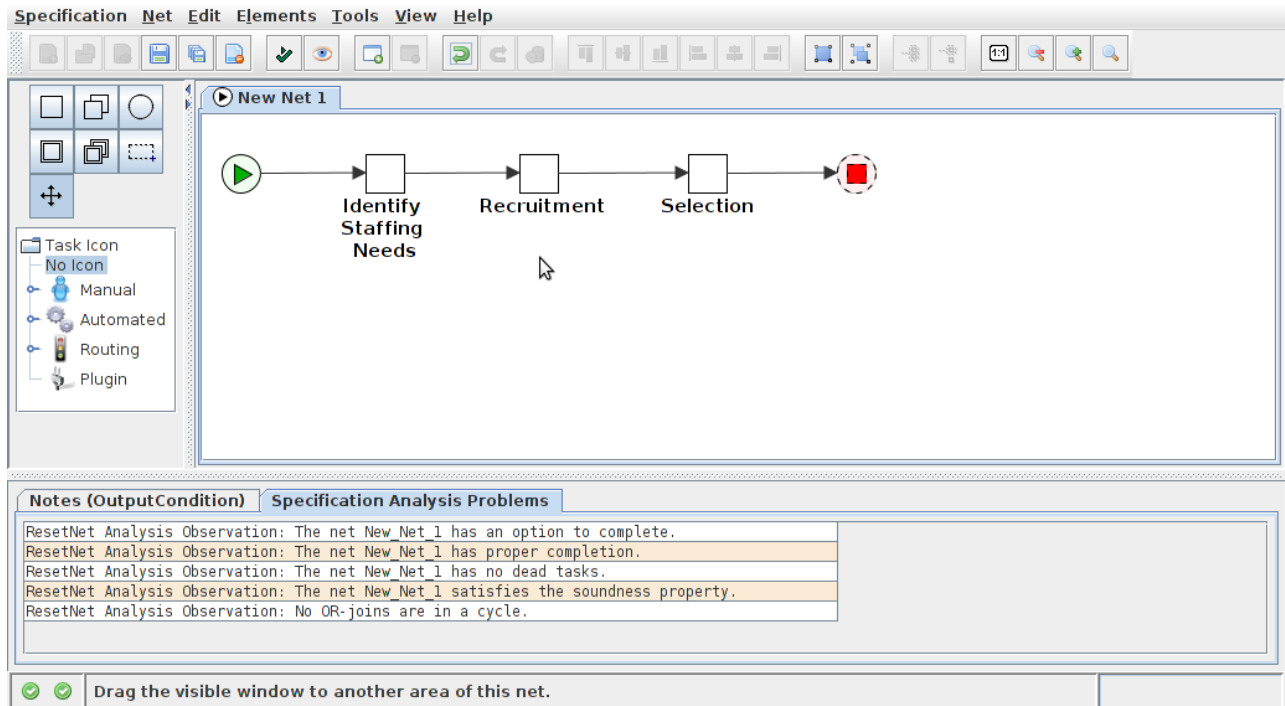 Specification Net Edit Elements Tools View Help
1:1
New Net 1
Identify
Staffing
Needs
Recruitment
Selection
Task Icon
No Icon
Manual
Automated
Routing
Plugin
Notes (OutputCondition) Specification Analysis Problems
ResetNet Analysis Observation: The net New_Net_1 has an option to complete.
ResetNet Analysis Observation: The net New_Net_1 has proper completion.
ResetNet Analysis Observation: The net New_Net_1 has no dead tasks.
ResetNet Analysis Observation: The net New_Net_1 satisfies the soundness property.
ResetNet Analysis Observation: No OR-joins are in a cycle.
Drag the visible window to another area of this net.